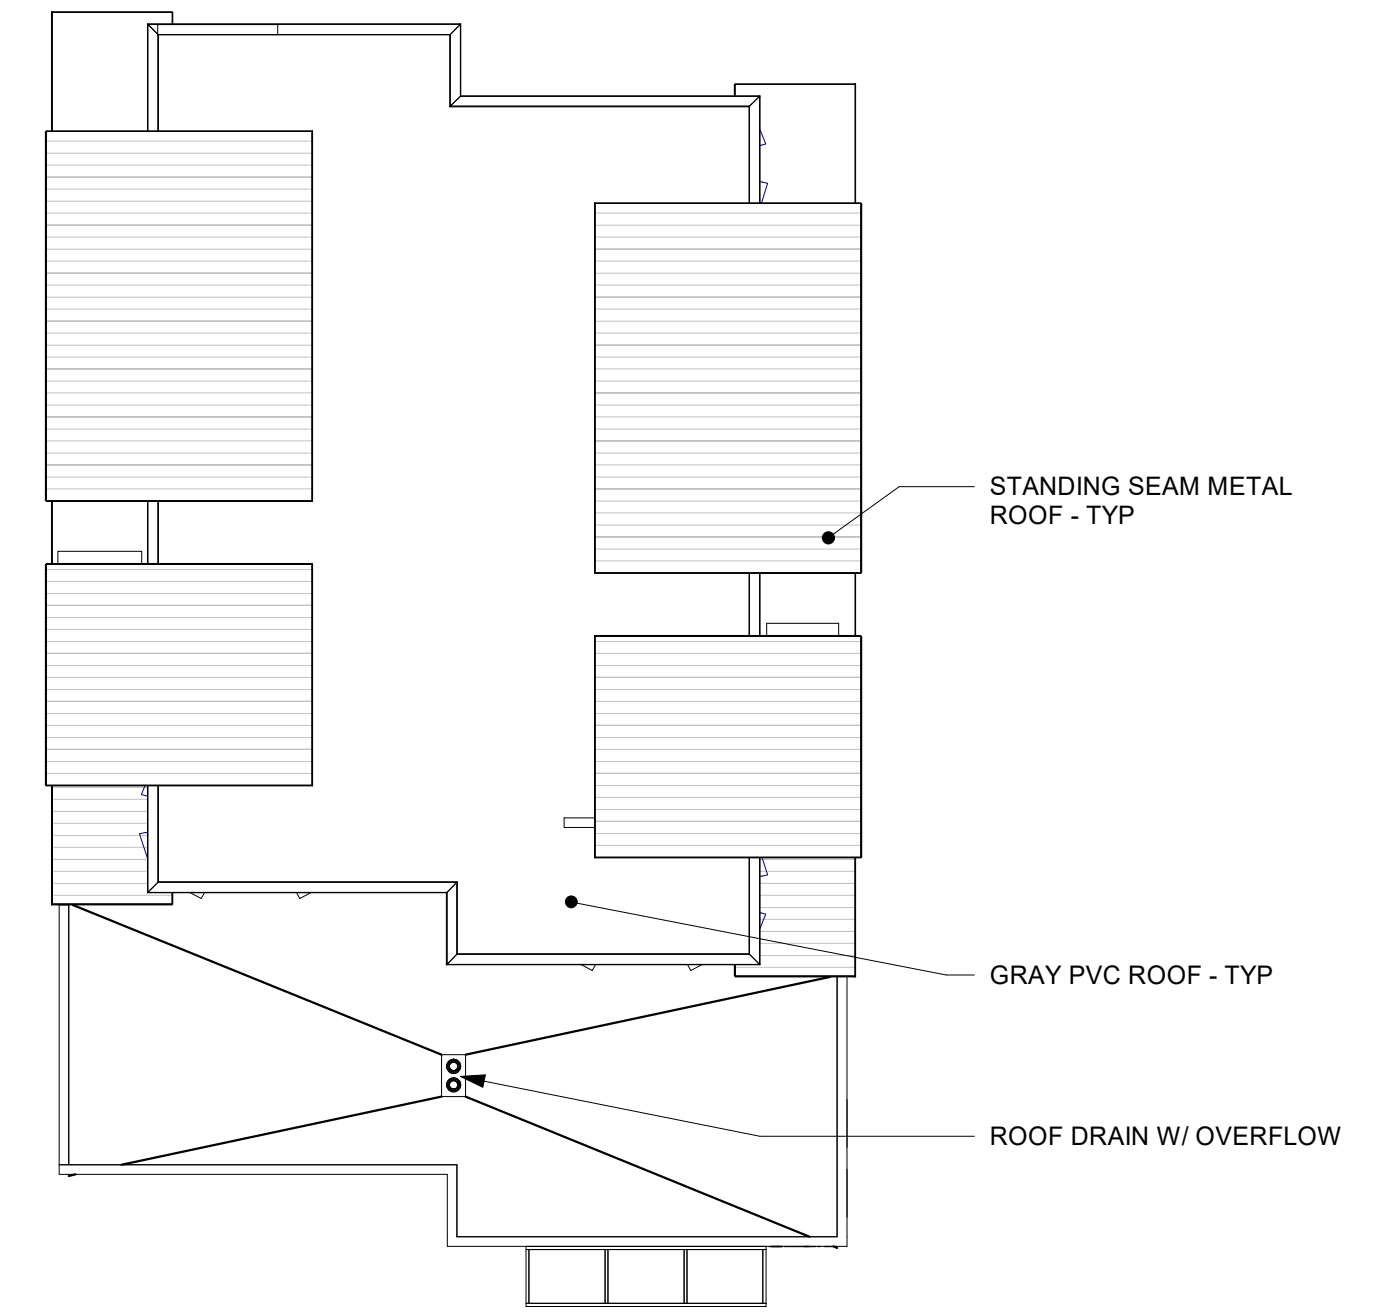 STANDING SEAM METAL
ROOF - TYP
GRAY PVC ROOF - TYP
ROOF DRAIN W/ OVERFLOW